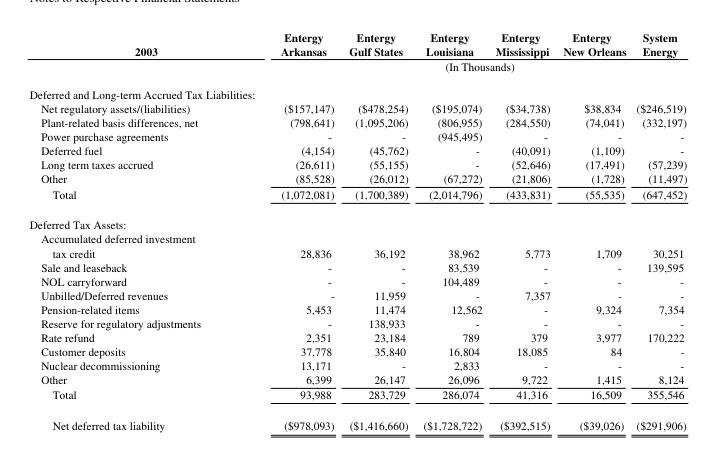 Notes to Respective Financial Statements
Entergy Entergy Entergy Entergy Entergy System
2003 Arkansas Gulf States Louisiana Mississippi New Orleans Energy
(In Thousands)
Deferred and Long-term Accrued Tax Liabilities:
Net regulatory assets/(liabilities) ($157,147) ($478,254) ($195,074) ($34,738) $38,834 ($246,519)
Plant-related basis differences, net (798,641) (1,095,206) (806,955) (284,550) (74,041) (332,197)
Power purchase agreements - - (945,495) - - -
Deferred fuel (4,154) (45,762) - (40,091) (1,109) -
Long term taxes accrued (26,611) (55,155) - (52,646) (17,491) (57,239)
Other (85,528) (26,012) (67,272) (21,806) (1,728) (11,497)
Total (1,072,081) (1,700,389) (2,014,796) (433,831) (55,535) (647,452)
Deferred Tax Assets:
Accumulated deferred investment
tax credit 28,836 36,192 38,962 5,773 1,709 30,251
Sale and leaseback - - 83,539 - - 139,595
NOL carryforward - - 104,489 - - -
Unbilled/Deferred revenues - 11,959 - 7,357 - -
Pension-related items 5,453 11,474 12,562 - 9,324 7,354
Reserve for regulatory adjustments - 138,933 - - - -
Rate refund 2,351 23,184 789 379 3,977 170,222
Customer deposits 37,778 35,840 16,804 18,085 84 -
Nuclear decommissioning 13,171 - 2,833 - - -
Other 6,399 26,147 26,096 9,722 1,415 8,124
Total 93,988 283,729 286,074 41,316 16,509 355,546
Net deferred tax liability ($978,093) ($1,416,660) ($1,728,722) ($392,515) ($39,026) ($291,906)